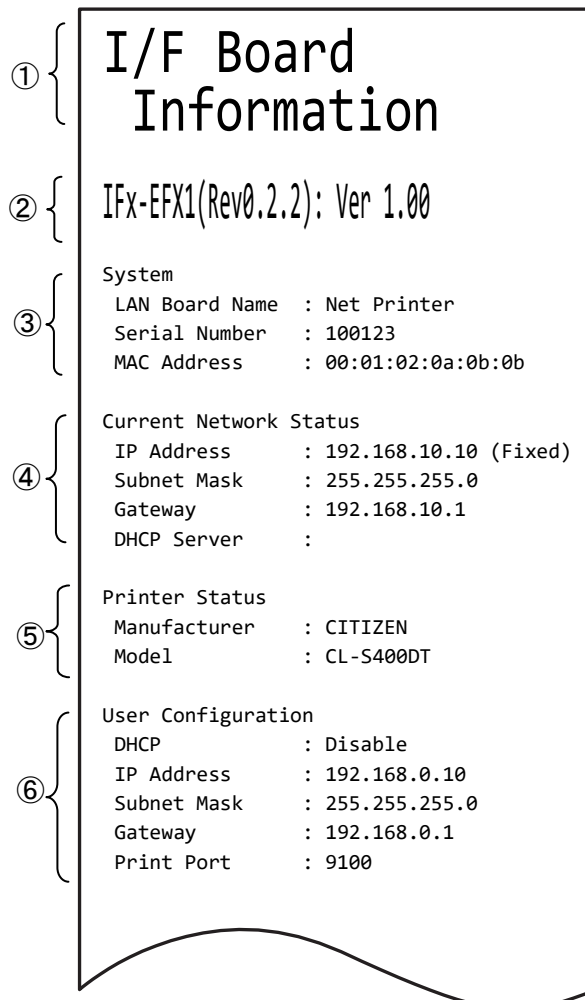 ①
I/F Board
Information
②
IFx-EFX1(Rev0.2.2): Ver 1.00
③
System
LAN Board Name : Net Printer
Serial Number : 100123
MAC Address : 00:01:02:0a:0b:0b
④
Current Network Status
IP Address : 192.168.10.10 (Fixed)
Subnet Mask : 255.255.255.0
Gateway : 192.168.10.1
DHCP Server :
⑤
Printer Status
Manufacturer : CITIZEN
Model : CL-S400DT
⑥
User Configuration
DHCP : Disable
IP Address : 192.168.0.10
Subnet Mask : 255.255.255.0
Gateway : 192.168.0.1
Print Port : 9100